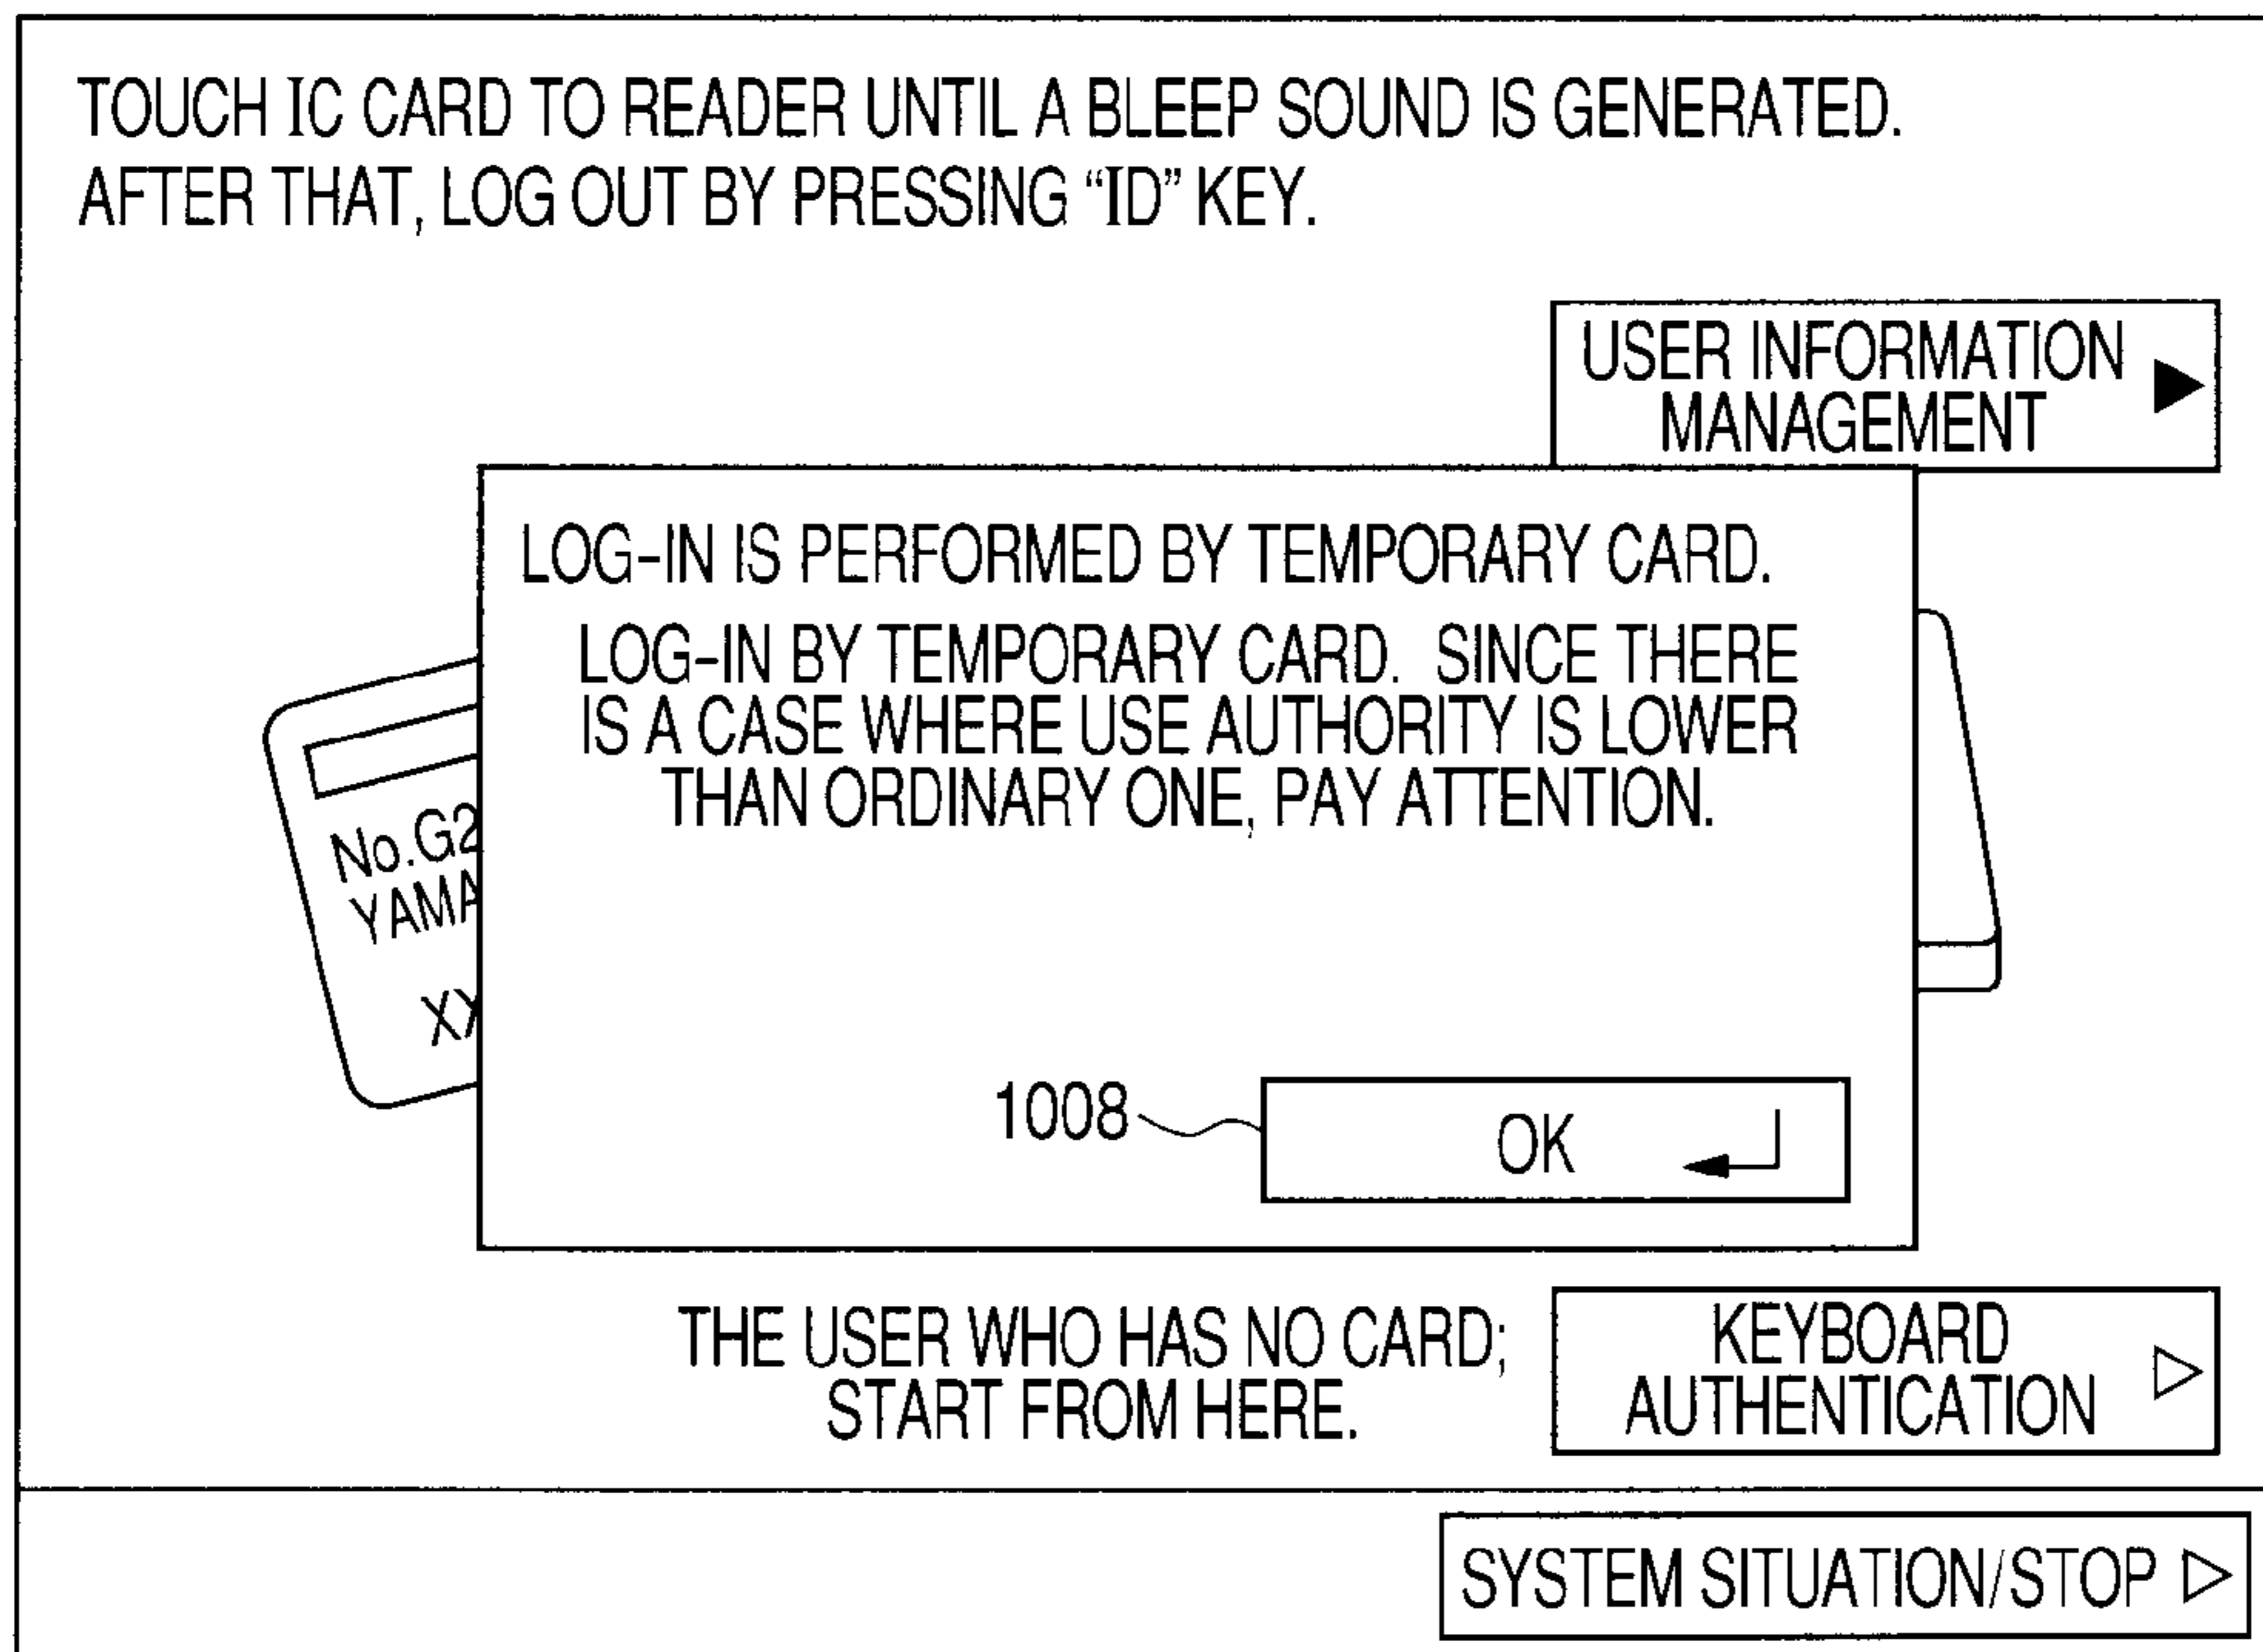 TOUCH IC CARD TO READER UNTIL A BLEEP SOUND IS GENERATED.
AFTER THAT, LOG OUT BY PRESSING “ID” KEY.
USER INFORMATION
MANAGEMENT
LOG-IN IS PERFORMED BY TEMPORARY CARD.
LOG-IN BY TEMPORARY CARD. SINCE THERE
IS A CASE WHERE USE AUTHORITY IS LOWER
THAN ORDINARY ONE, PAY ATTENTION.
No.G2
YAMA
XX
1008
OK
THE USER WHO HAS NO CARD;
START FROM HERE.
KEYBOARD
AUTHENTICATION
SYSTEM SITUATION/STOP